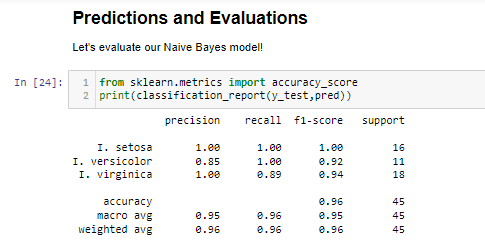 Predictions and Evaluations
Let's evaluate our Naive Bayes model!
In [24]:
1 from sklearn.metrics import accuracy_score
2 print(classification_report(y_test,pred))
precision recall f1-score support
I. setosa 1.00 1.00 1.00 16
I. versicolor 0.85 1.00 0.92 11
I. virginica 1.00 0.89 0.94 18
accuracy 0.96 45
macro avg 0.95 0.96 0.95 45
weighted avg 0.96 0.96 0.96 45